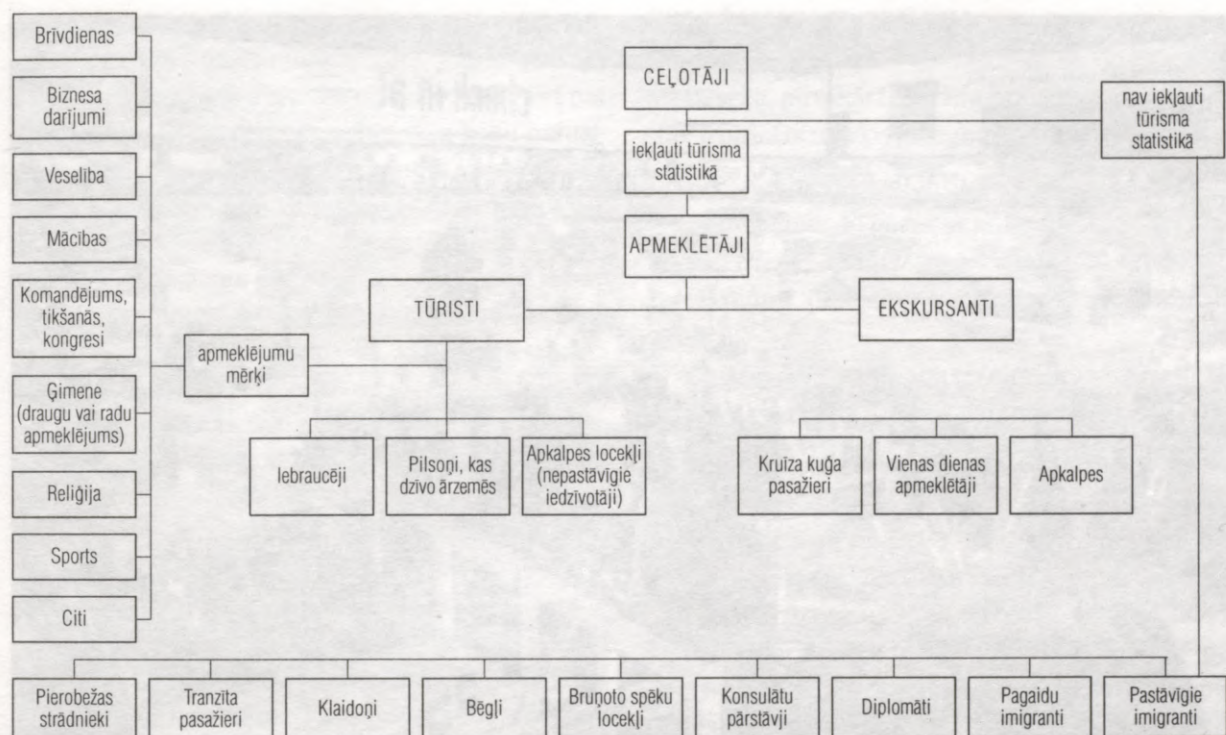 Brīvdienas
Biznesa
darījumi
Veselība
Mācības
Komandējums,
tikšanās,
kongresi
Ģimene
(draugu vai radu
apmeklējums)
Reliģija
Sports
Citi
CEĻOTĀJI
iekļauti tūrisma
statistikā
nav iekļauti
tūrisma
statistikā
APMEKLĒTĀJI
TŪRISTI
EKSKURSANTI
apmeklējumu
mērķi
Iebraucēji
Pilsoņi, kas
dzīvo ārzemēs
Apkalpes locekļi
(nepastāvīgie
iedzīvotāji)
Kruīza kuģa
pasažieri
Vienas dienas
apmeklētāji
Apkalpes
Pierobežas
strādnieki
Tranzīta
pasažieri
Klaidoņi
Bēgļi
Bruņoto spēku
locekļi
Konsulātu
pārstāvji
Diplomāti
Pagaidu
imigranti
Pastāvīgie
imigranti